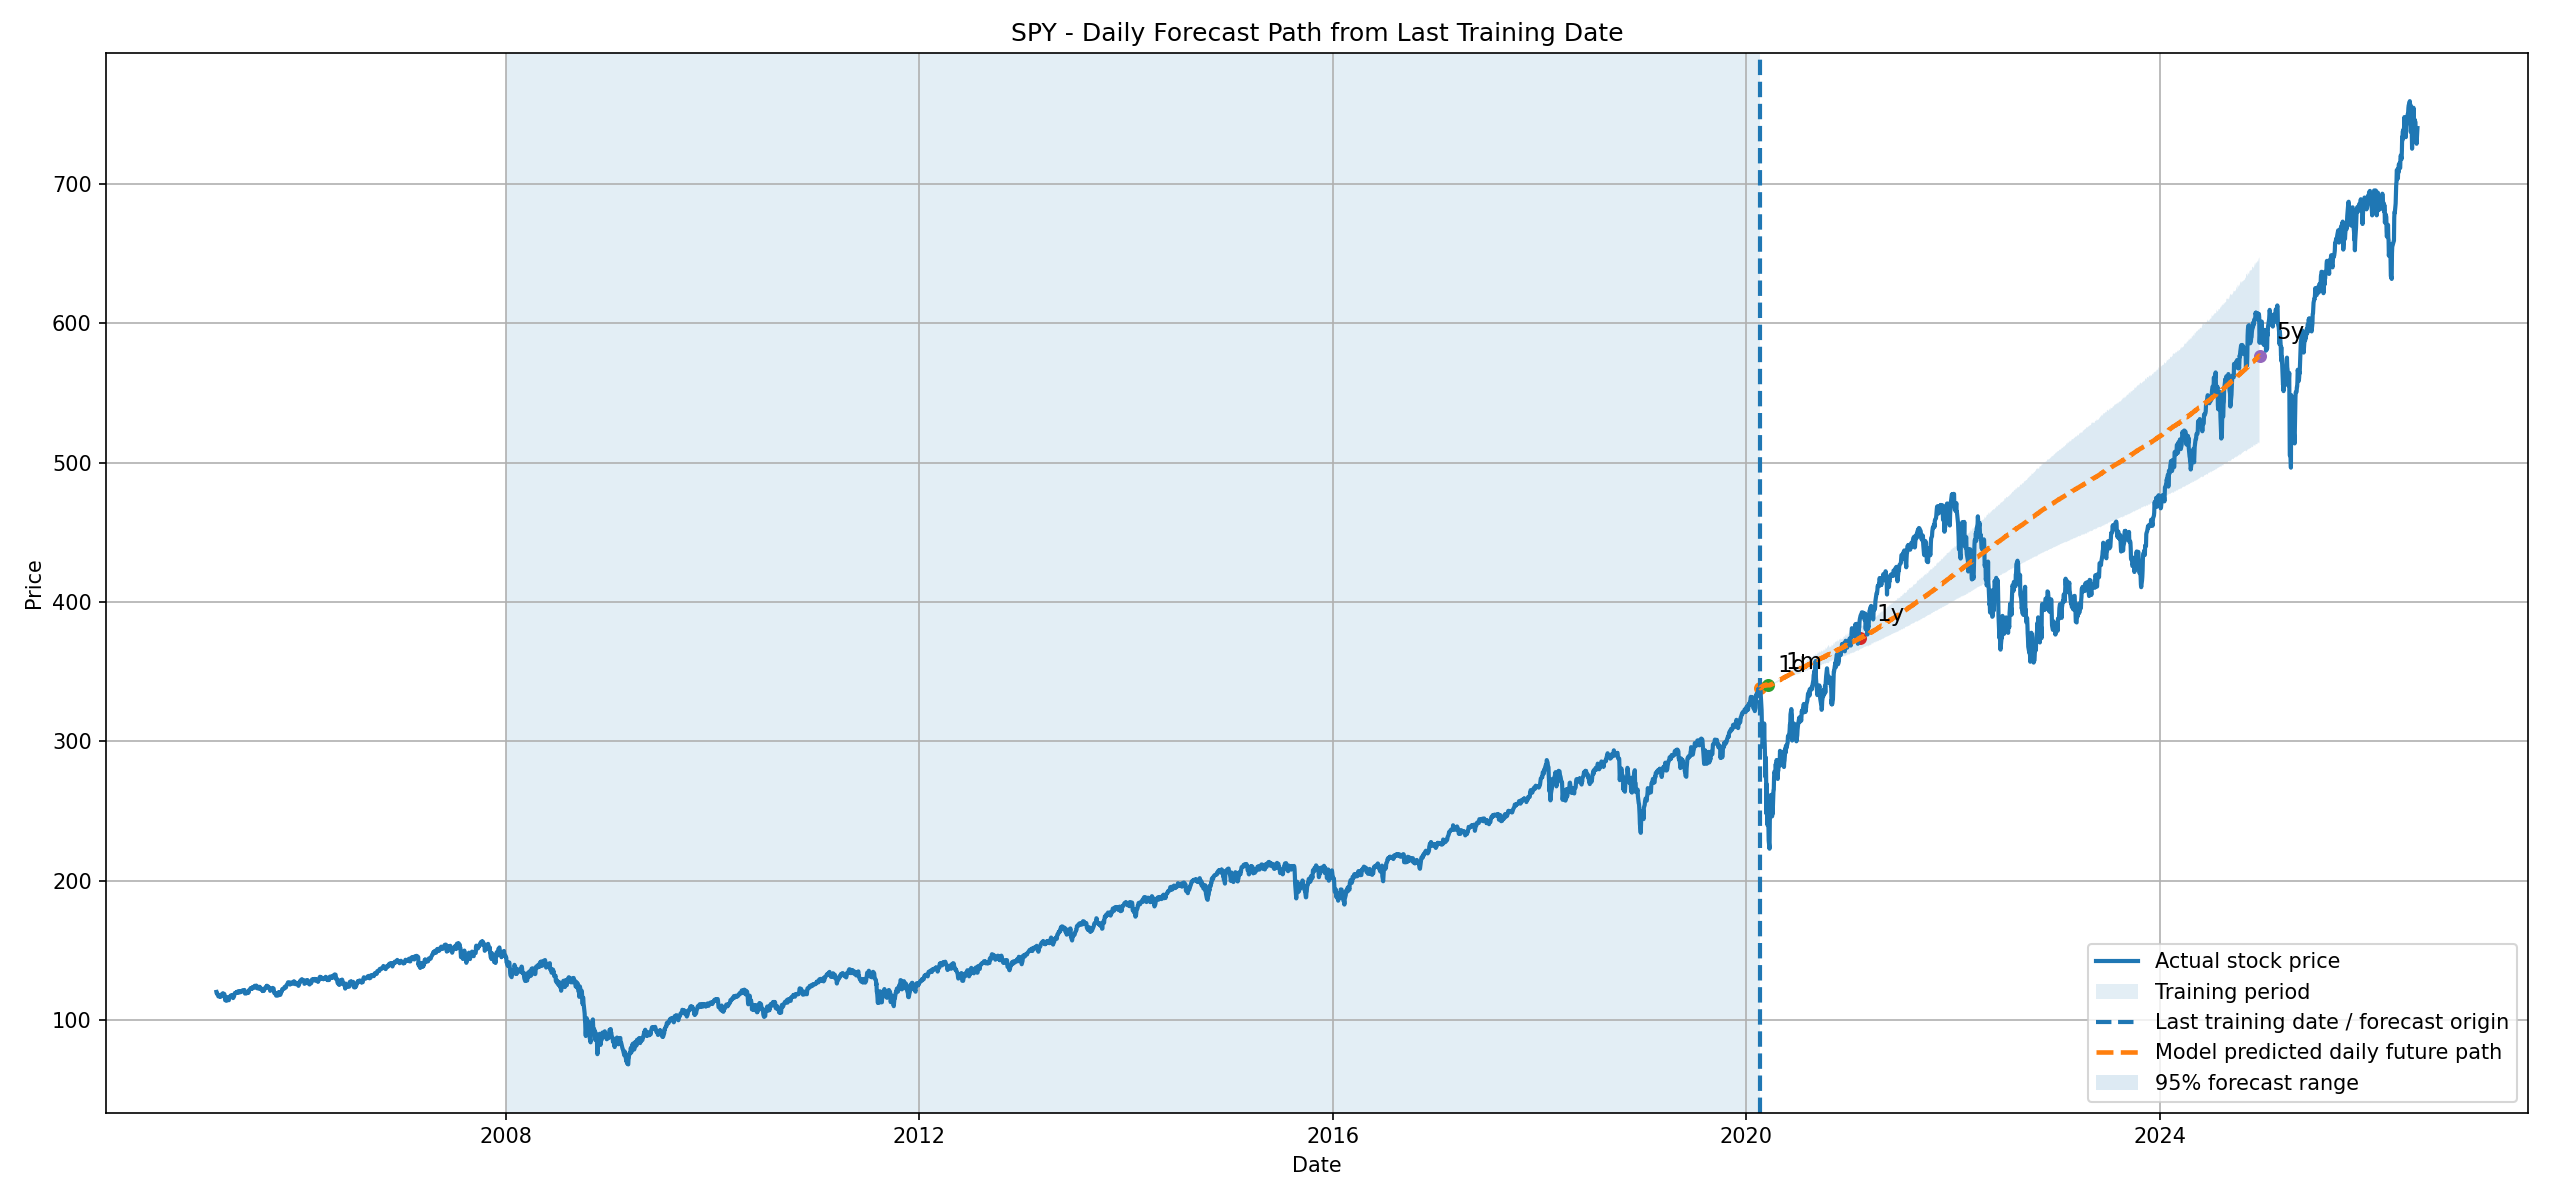 SPY - Daily Forecast Path from Last Training Date
Price
700
600
500
400
300
200
100
5y
1y
1d
1m
2008
2012
2016
2020
2024
Date
Actual stock price
Training period
Last training date / forecast origin
Model predicted daily future path
95% forecast range